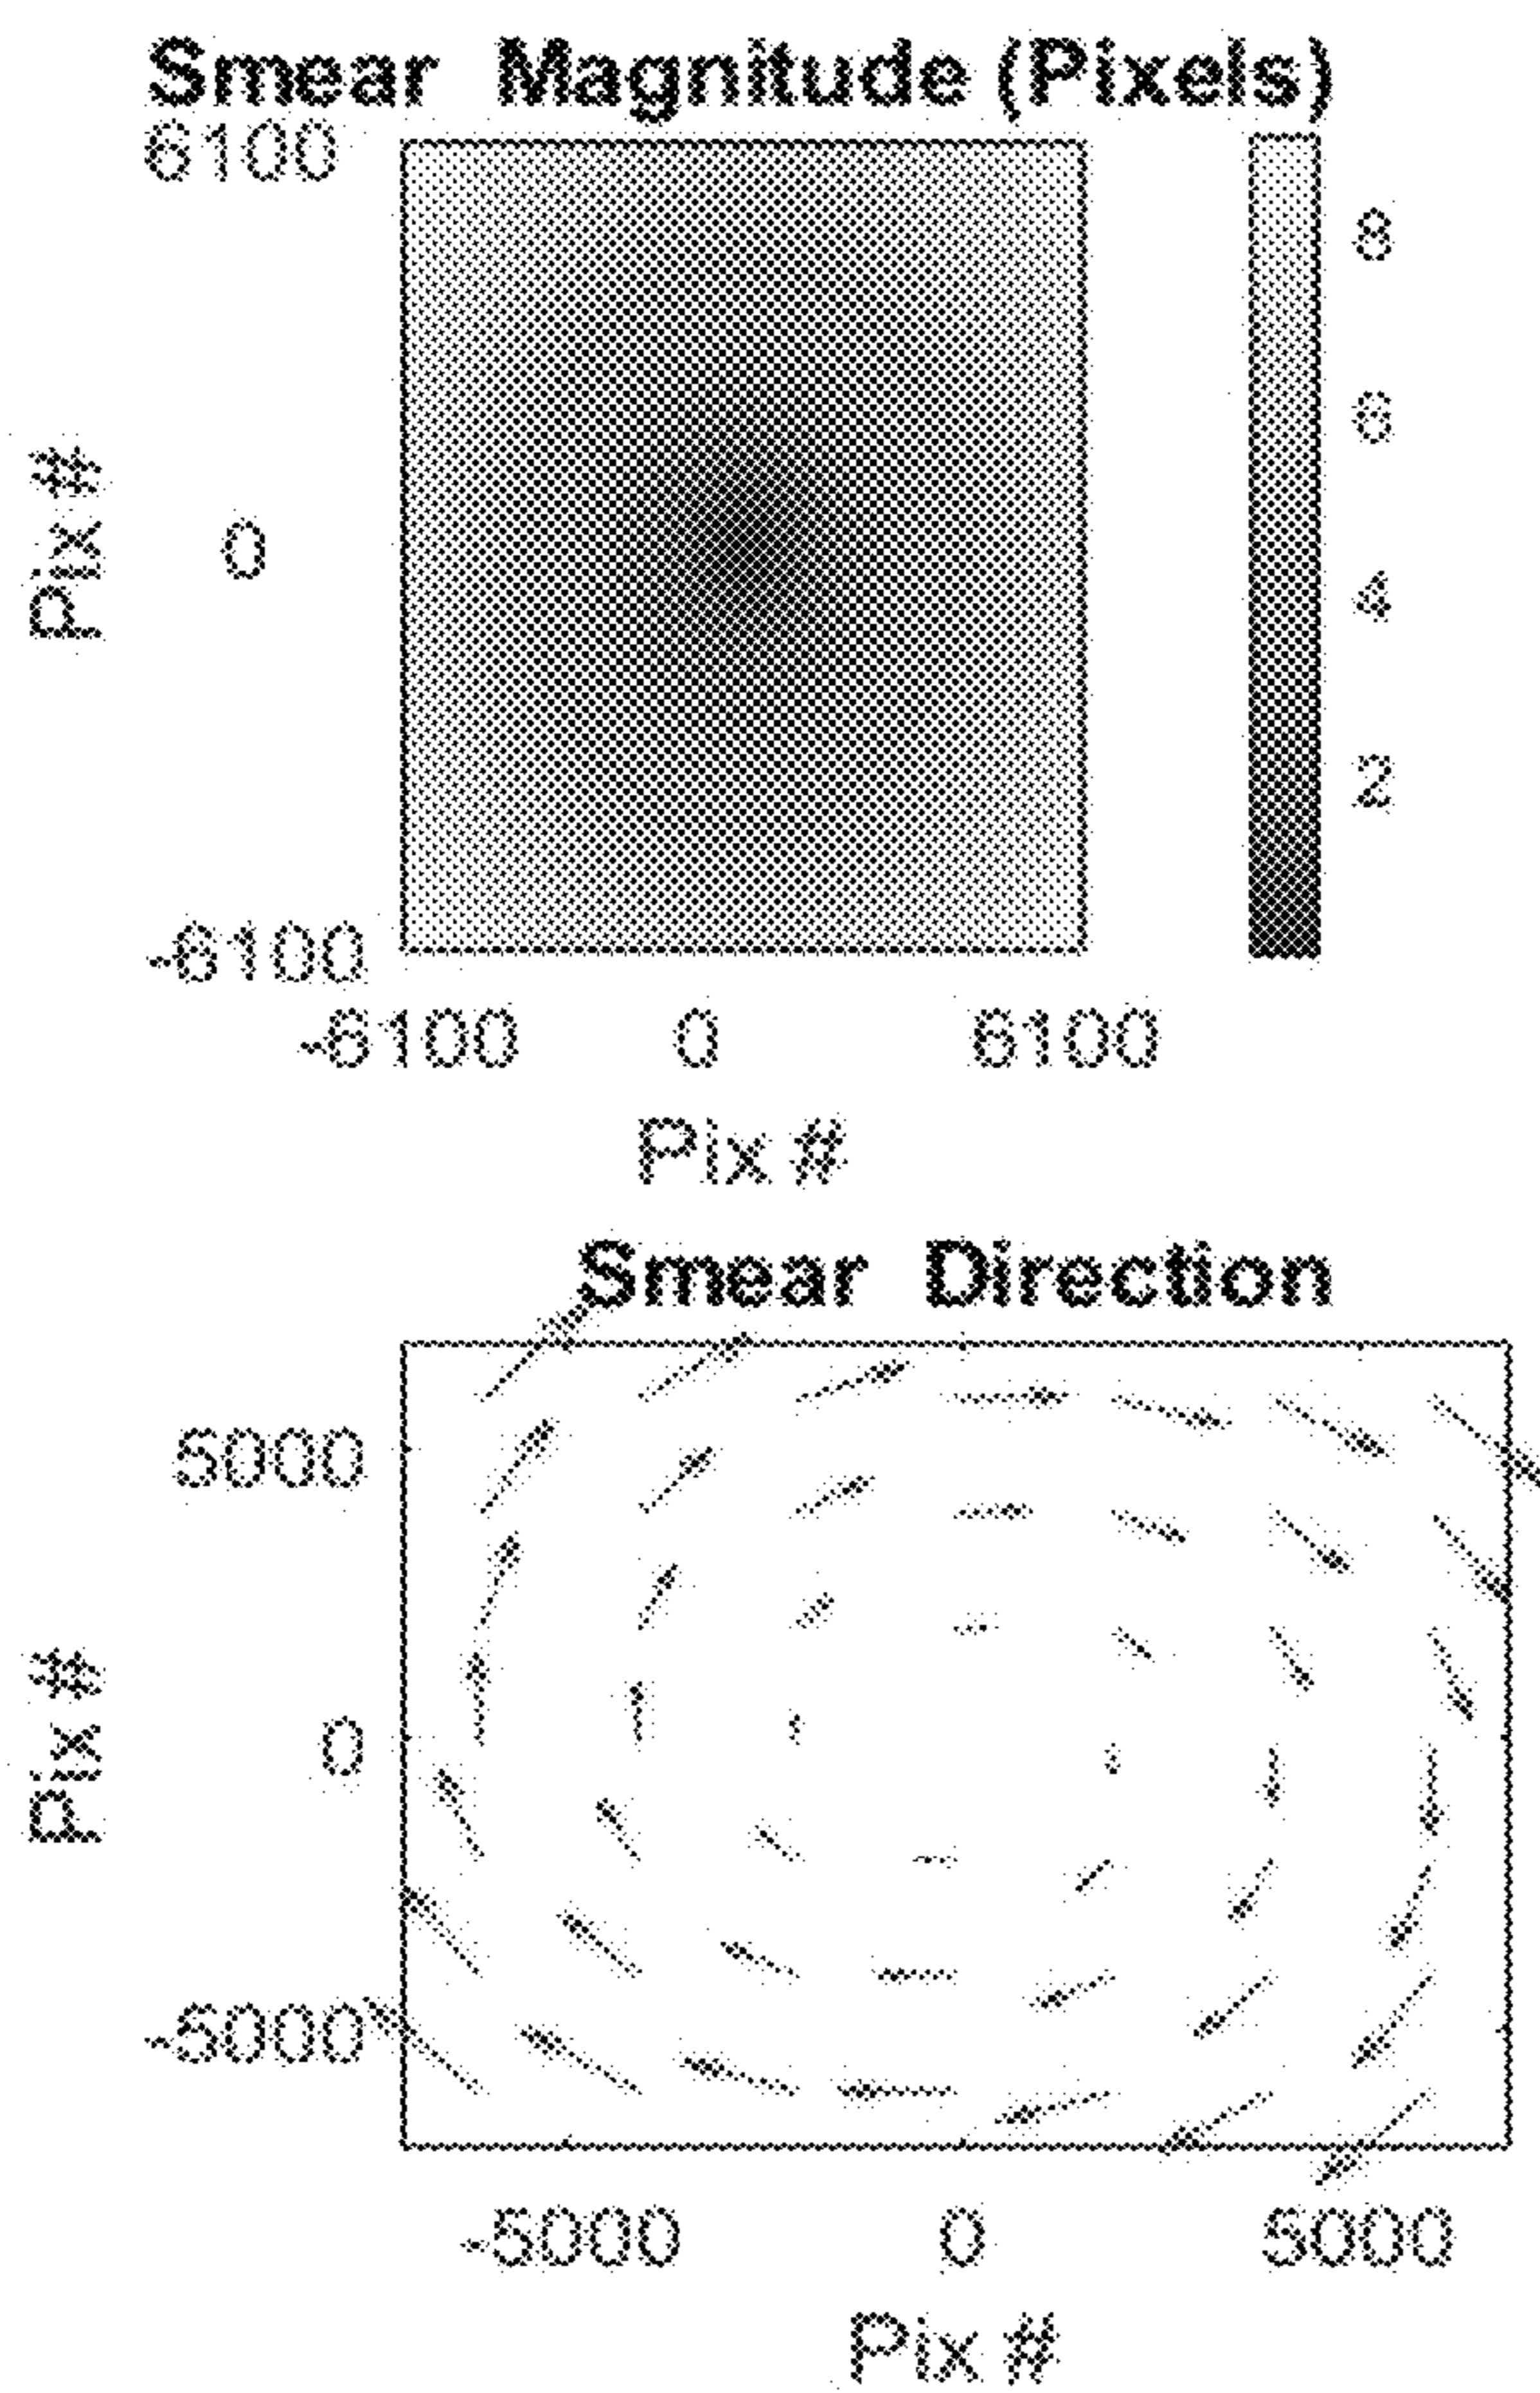 Smear Magnitude (Pixels)
6100
8
6
Pix #
0
4
2
-6100
-6100 0 6100
Pix #
Smear Direction
5000
Pix #
0
-5000
-5000 0 5000
Pix #